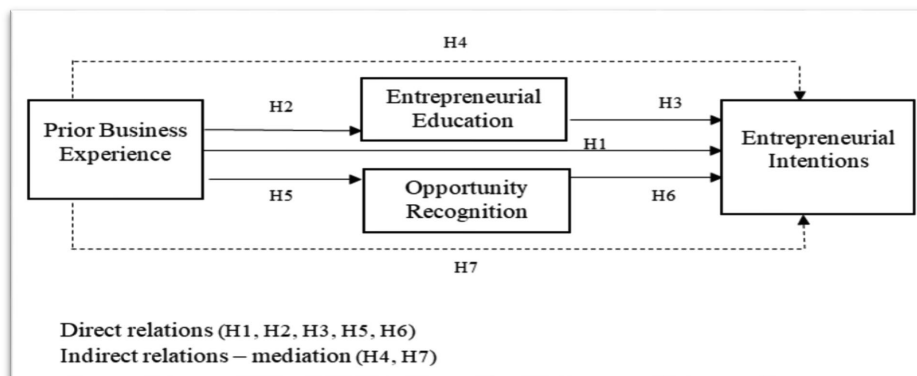 H4
H2
Entrepreneurial
Education
H3
Prior Business
Experience
H1
Entrepreneurial
Intentions
H5
Opportunity
Recognition
H6
H7
Direct relations (H1, H2, H3, H5, H6)
Indirect relations – mediation (H4, H7)